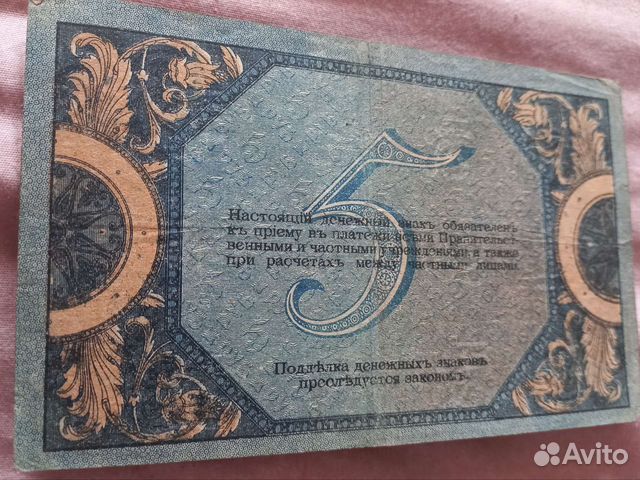 5
Настоящій денежный знакъ обязателенъ
къ пріему въ платежи всѣми Правительст-
венными и частными учрежденіями, а также
при расчетахъ между частными лицами.
Поддѣлка денежныхъ знаковъ
преслѣдуется закономъ.
Avito